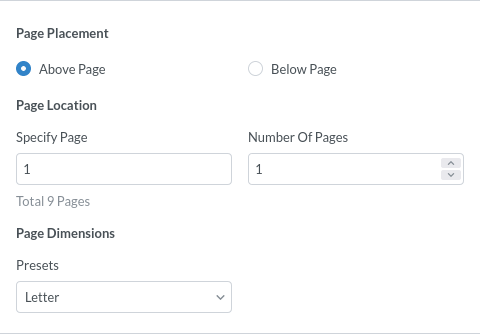 Page Placement
Above Page Below Page
Page Location
Specify Page Number Of Pages
1 1
Total 9 Pages
Page Dimensions
Presets
Letter